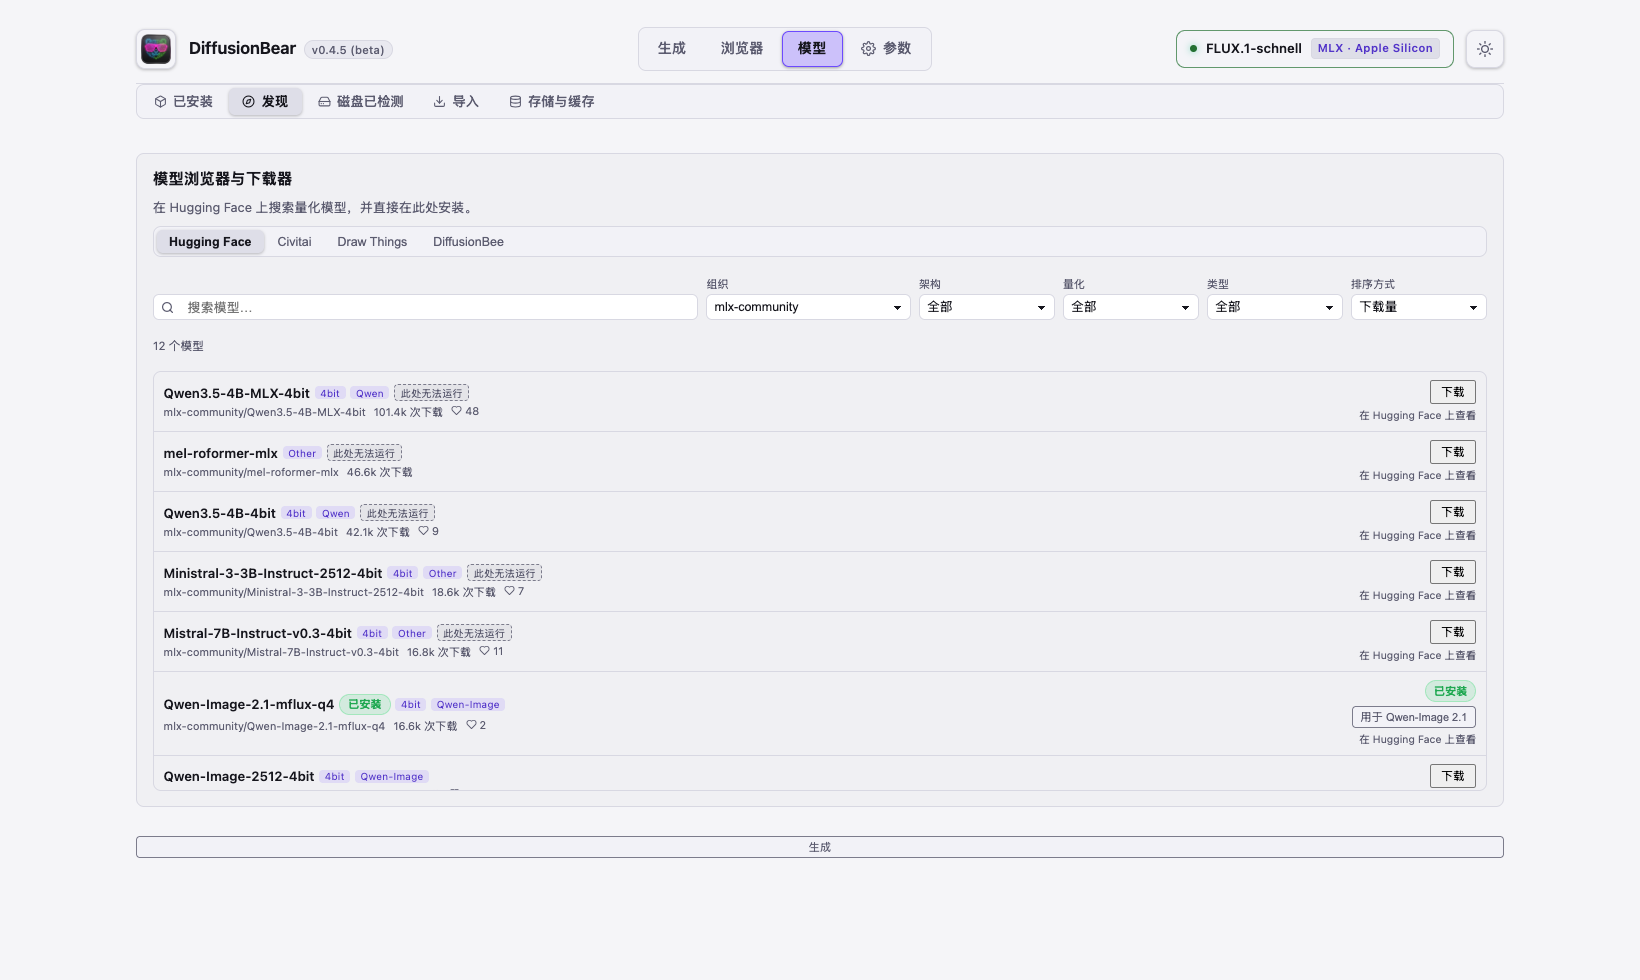 DiffusionBear v0.4.5 (beta)
生成 浏览器 模型 参数
FLUX.1-schnell MLX · Apple Silicon
已安装 发现 磁盘已检测 导入 存储与缓存
模型浏览器与下载器
在 Hugging Face 上搜索量化模型，并直接在此处安装。
Hugging Face Civitai Draw Things DiffusionBee
组织 架构 量化 类型 排序方式
搜索模型... mlx-community 全部 全部 全部 下载量
12 个模型
Qwen3.5-4B-MLX-4bit 4bit Qwen 此处无法运行 下载
mlx-community/Qwen3.5-4B-MLX-4bit 101.4k 次下载 ♡ 48 在 Hugging Face 上查看
mel-roformer-mlx Other 此处无法运行 下载
mlx-community/mel-roformer-mlx 46.6k 次下载 在 Hugging Face 上查看
Qwen3.5-4B-4bit 4bit Qwen 此处无法运行 下载
mlx-community/Qwen3.5-4B-4bit 42.1k 次下载 ♡ 9 在 Hugging Face 上查看
Ministral-3-3B-Instruct-2512-4bit 4bit Other 此处无法运行 下载
mlx-community/Ministral-3-3B-Instruct-2512-4bit 18.6k 次下载 ♡ 7 在 Hugging Face 上查看
Mistral-7B-Instruct-v0.3-4bit 4bit Other 此处无法运行 下载
mlx-community/Mistral-7B-Instruct-v0.3-4bit 16.8k 次下载 ♡ 11 在 Hugging Face 上查看
Qwen-Image-2.1-mflux-q4 已安装 4bit Qwen-Image 已安装
mlx-community/Qwen-Image-2.1-mflux-q4 16.6k 次下载 ♡ 2 用于 Qwen-Image 2.1
在 Hugging Face 上查看
Qwen-Image-2512-4bit 4bit Qwen-Image 下载
生成